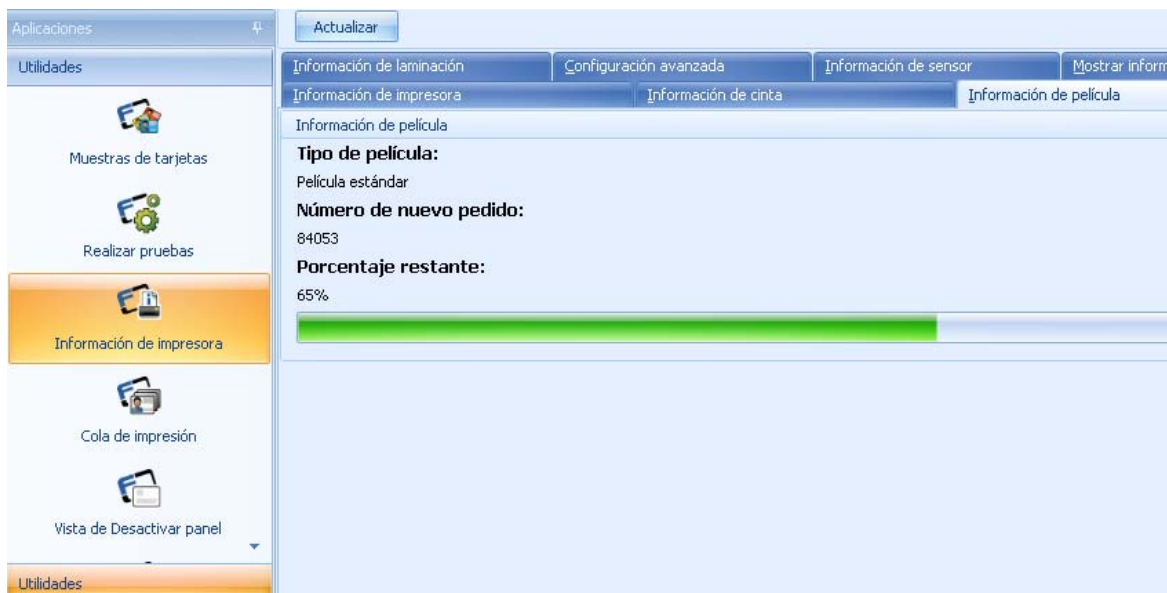 Aplicaciones
Utilidades
Muestras de tarjetas
Realizar pruebas
Información de impresora
Cola de impresión
Vista de Desactivar panel
Utilidades
Actualizar
Información de laminación Configuración avanzada Información de sensor Mostrar inform
Información de impresora Información de cinta Información de película
Información de película
Tipo de película:
Película estándar
Número de nuevo pedido:
84053
Porcentaje restante:
65%